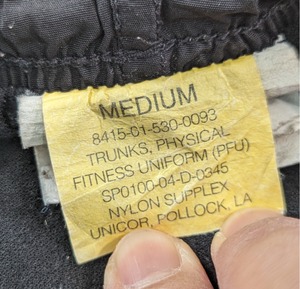 MEDIUM
8415-01-530-0093
TRUNKS, PHYSICAL
FITNESS UNIFORM (PFU)
SP0100-04-D-0345
NYLON SUPPLEX
UNICOR, POLLOCK, LA